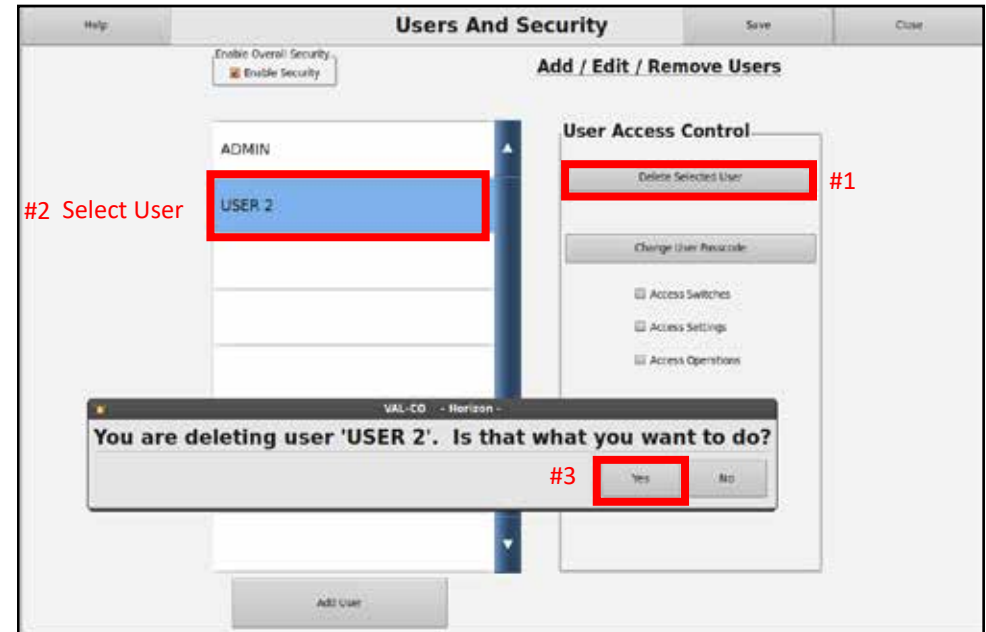 Help
Users And Security
Save
Close
Enable Overall Security
Enable Security
Add / Edit / Remove Users
User Access Control
ADMIN
Delete Selected User
#1
#2 Select User
USER 2
Change User Passcode
Access Switches
Access Settings
Access Operations
VAL-CO - Horizon -
You are deleting user 'USER 2'. Is that what you want to do?
#3
Yes
No
Add User